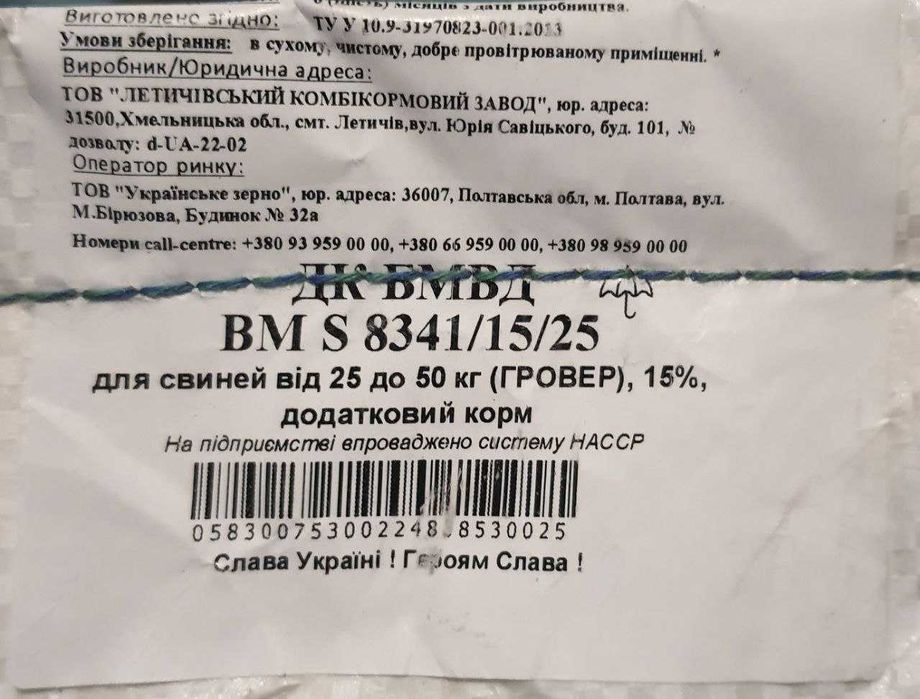 місяців з дати виробництва.
Виготовлено згідно: ТУ У 10.9-31970823-001:2013
Умови зберігання: в сухому, чистому, добре провітрюваному приміщенні. *
Виробник/Юридична адреса:
ТОВ "ЛЕТИЧІВСЬКИЙ КОМБІКОРМОВИЙ ЗАВОД", юр. адреса:
31500,Хмельницька обл., смт. Летичів,вул. Юрія Савіцького, буд. 101, №
дозволу: d-UA-22-02
Оператор ринку:
ТОВ "Українське зерно", юр. адреса: 36007, Полтавська обл, м. Полтава, вул.
М.Бірюзова, Будинок № 32а
Номери call-centre: +380 93 959 00 00, +380 66 959 00 00, +380 98 959 00 00
ДК БМВД
BM S 8341/15/25
для свиней від 25 до 50 кг (ГРОВЕР), 15%,
додатковий корм
На підприємстві впроваджено систему НАССР
Слава Україні ! Героям Слава !